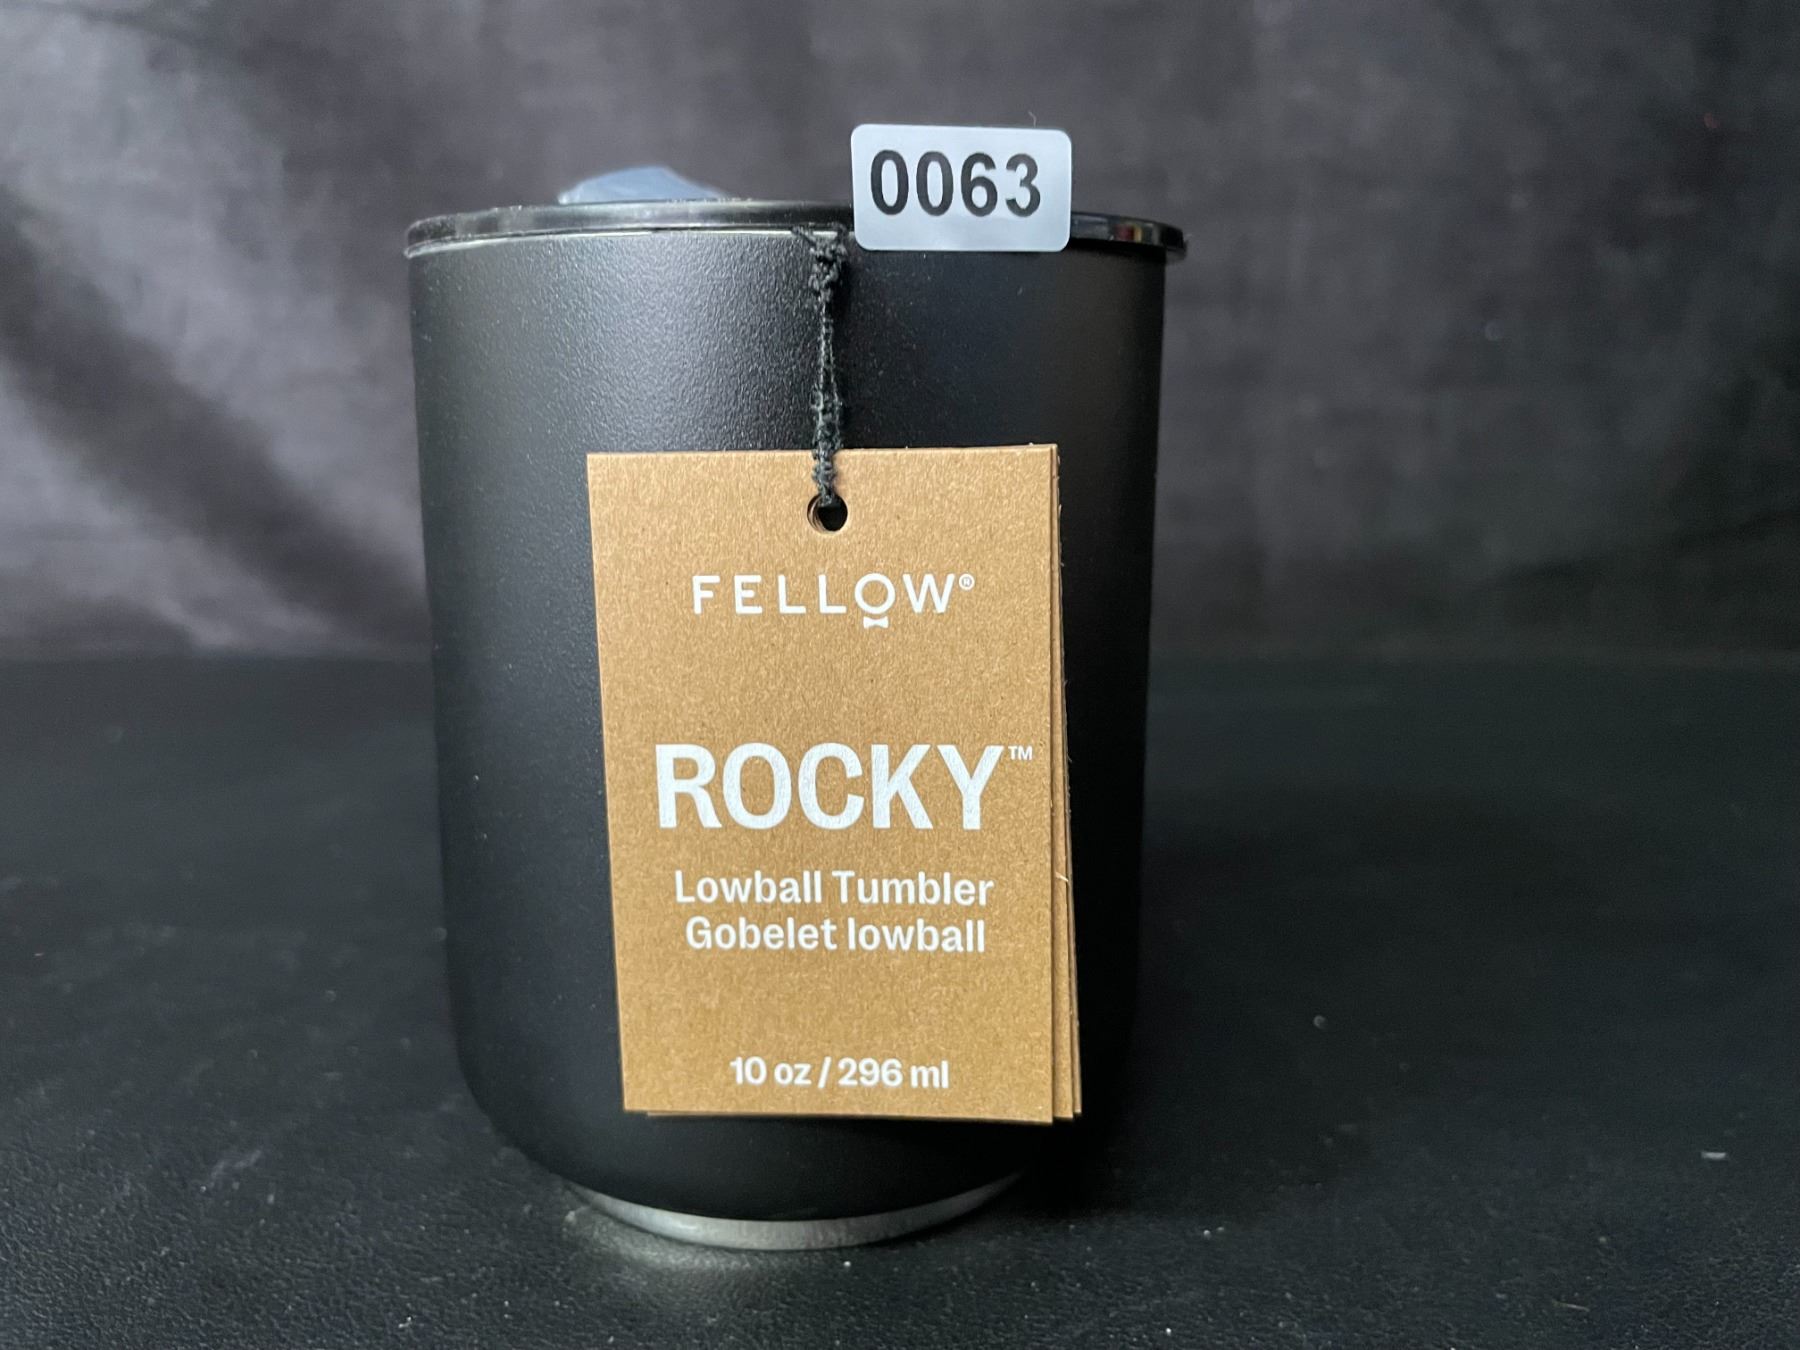 0063
FELLOW®
ROCKY™
Lowball Tumbler
Gobelet lowball
10 oz / 296 ml